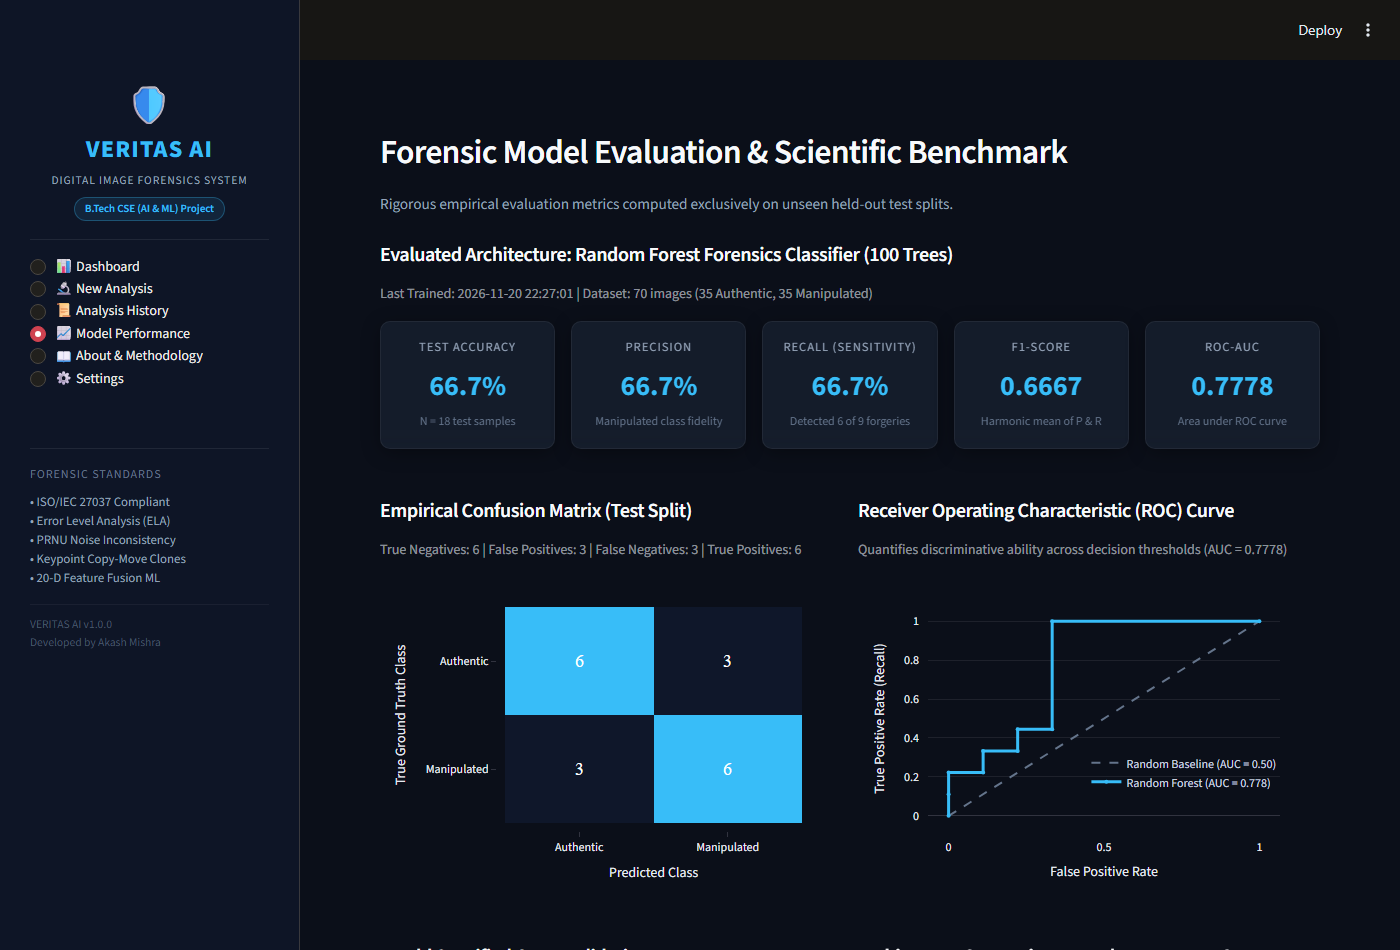 Deploy
VERITAS AI
DIGITAL IMAGE FORENSICS SYSTEM
B.Tech CSE (AI & ML) Project
Dashboard
New Analysis
Analysis History
Model Performance
About & Methodology
Settings
FORENSIC STANDARDS
• ISO/IEC 27037 Compliant
• Error Level Analysis (ELA)
• PRNU Noise Inconsistency
• Keypoint Copy-Move Clones
• 20-D Feature Fusion ML
VERITAS AI v1.0.0
Developed by Akash Mishra
Forensic Model Evaluation & Scientific Benchmark
Rigorous empirical evaluation metrics computed exclusively on unseen held-out test splits.
Evaluated Architecture: Random Forest Forensics Classifier (100 Trees)
Last Trained: 2026-11-20 22:27:01 | Dataset: 70 images (35 Authentic, 35 Manipulated)
TEST ACCURACY
66.7%
N = 18 test samples
PRECISION
66.7%
Manipulated class fidelity
RECALL (SENSITIVITY)
66.7%
Detected 6 of 9 forgeries
F1-SCORE
0.6667
Harmonic mean of P & R
ROC-AUC
0.7778
Area under ROC curve
Empirical Confusion Matrix (Test Split)
True Negatives: 6 | False Positives: 3 | False Negatives: 3 | True Positives: 6
True Ground Truth Class
Authentic
6
3
Manipulated
3
6
Authentic
Manipulated
Predicted Class
Receiver Operating Characteristic (ROC) Curve
Quantifies discriminative ability across decision thresholds (AUC = 0.7778)
True Positive Rate (Recall)
1
0.8
0.6
0.4
0.2
0
Random Baseline (AUC = 0.50)
Random Forest (AUC = 0.778)
0
0.5
1
False Positive Rate